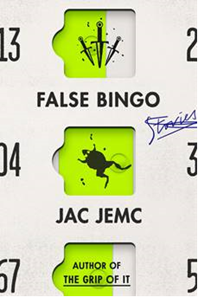 13
2
FALSE BINGO
Stories
04
3
JAC JEMC
67
AUTHOR OF
THE GRIP OF IT
5